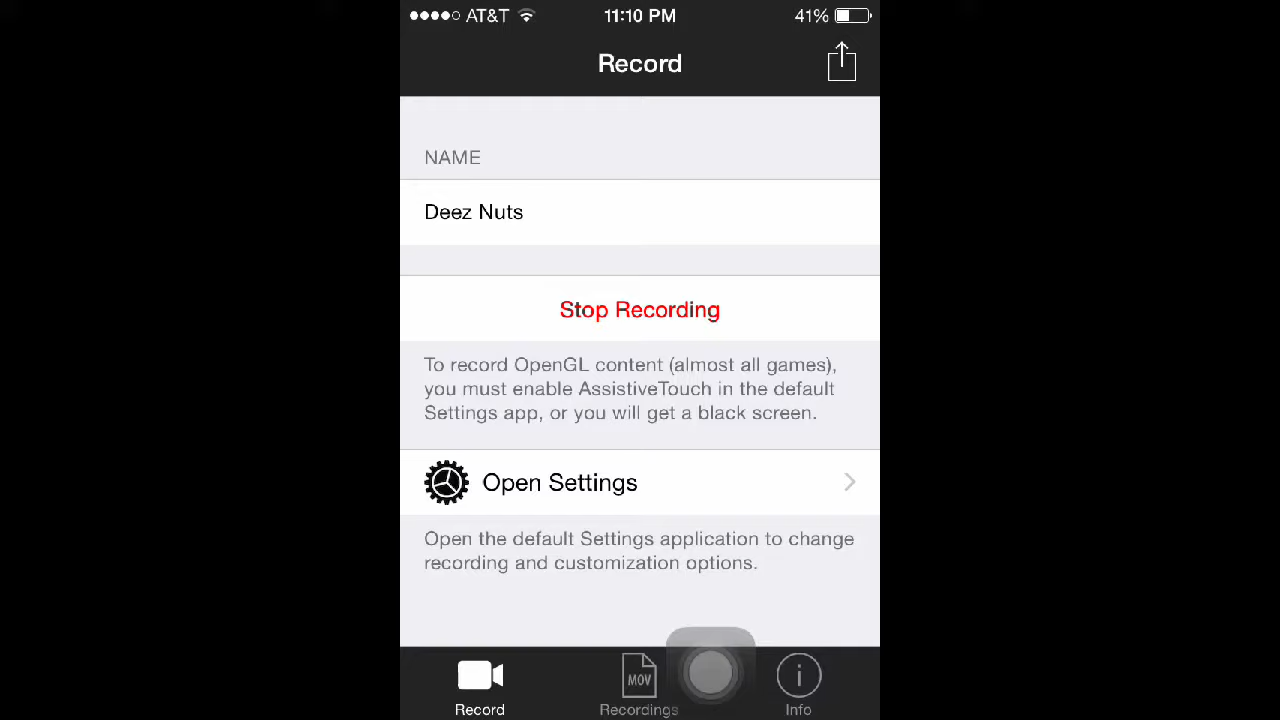 AT&T 11:10 PM 41%
Record
NAME
Deez Nuts
Stop Recording
To record OpenGL content (almost all games),
you must enable AssistiveTouch in the default
Settings app, or you will get a black screen.
Open Settings
Open the default Settings application to change
recording and customization options.
MOV
Record Recordings Info